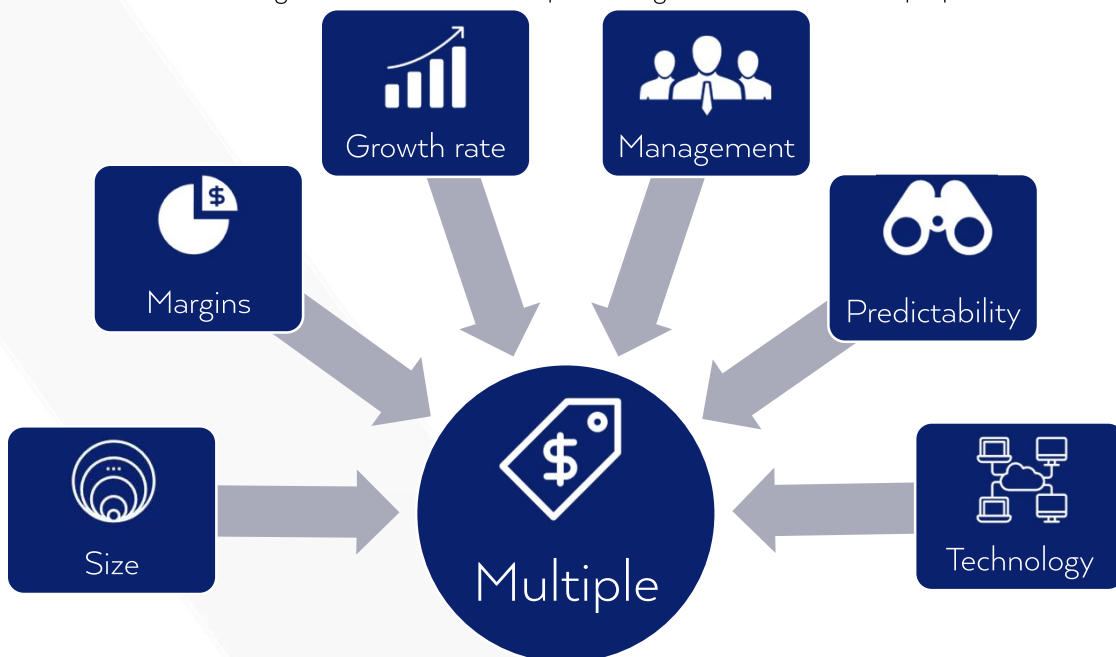 Growth rate
Management
$
Margins
Predictability
$
Size
Multiple
Technology